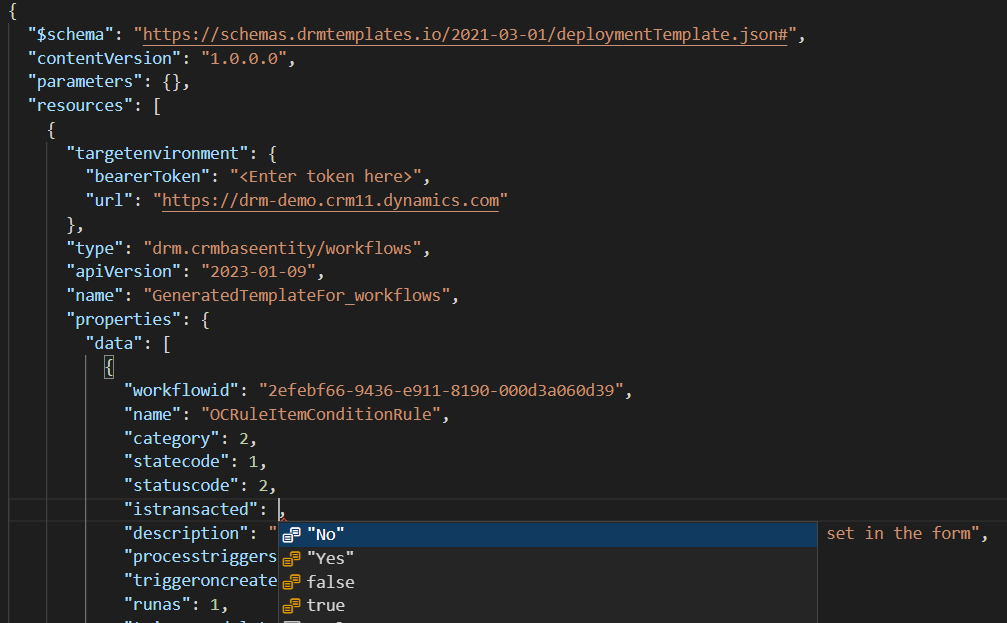 {
"$schema": "https://schemas.drmtemplates.io/2021-03-01/deploymentTemplate.json#",
"contentVersion": "1.0.0.0",
"parameters": {},
"resources": [
{
"targetenvironment": {
"bearerToken": "<Enter token here>",
"url": "https://drm-demo.crm11.dynamics.com"
},
"type": "drm.crmbaseentity/workflows",
"apiVersion": "2023-01-09",
"name": "GeneratedTemplateFor_workflows",
"properties": {
"data": [
{
"workflowid": "2efebf66-9436-e911-8190-000d3a060d39",
"name": "OCRuleItemConditionRule",
"category": 2,
"statecode": 1,
"statuscode": 2,
"istransacted": ,
"description": " set in the form",
"No"
"processtriggers
"Yes"
"triggeroncreate
false
"runas": 1,
true